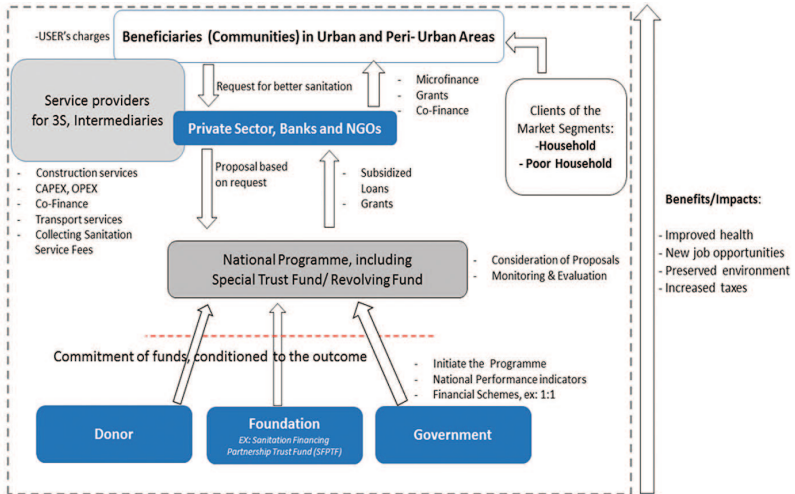 -USER's charges
Beneficiaries (Communities) in Urban and Peri- Urban Areas
Request for better sanitation
- Microfinance
- Grants
- Co-Finance
Service providers
for 3S, Intermediaries
Private Sector, Banks and NGOs
Clients of the
Market Segments:
-Household
- Poor Household
- Construction services
- CAPEX, OPEX
- Co-Finance
- Transport services
- Collecting Sanitation
Service Fees
Proposal based
on request
- Subsidized
Loans
- Grants
Benefits/Impacts:
- Improved health
- New job opportunities
- Preserved environment
- Increased taxes
National Programme, including
Special Trust Fund/ Revolving Fund
- Consideration of Proposals
- Monitoring & Evaluation
Commitment of funds, conditioned to the outcome
- Initiate the Programme
- National Performance indicators
- Financial Schemes, ex: 1:1
Donor
Foundation
EX: Sanitation Financing
Partnership Trust Fund (SFPTF)
Government